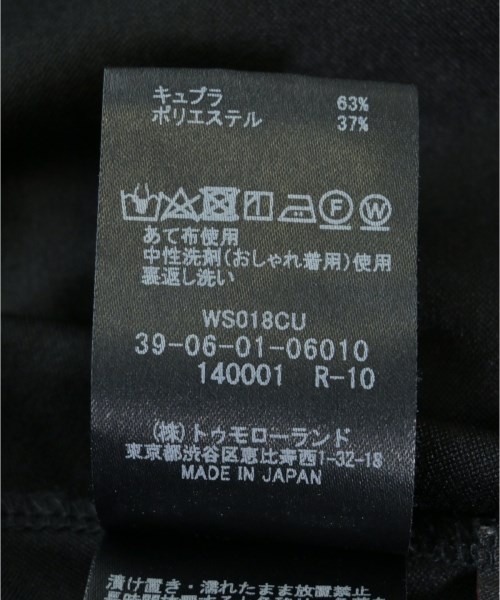 キュプラ 63%
ポリエステル 37%
F W
あて布使用
中性洗剤(おしゃれ着用)使用
裏返し洗い
WS018CU
39-06-01-06010
140001 R-10
(株)トゥモローランド
東京都渋谷区恵比寿西1-32-18
MADE IN JAPAN
漬け置き・濡れたまま放置禁止